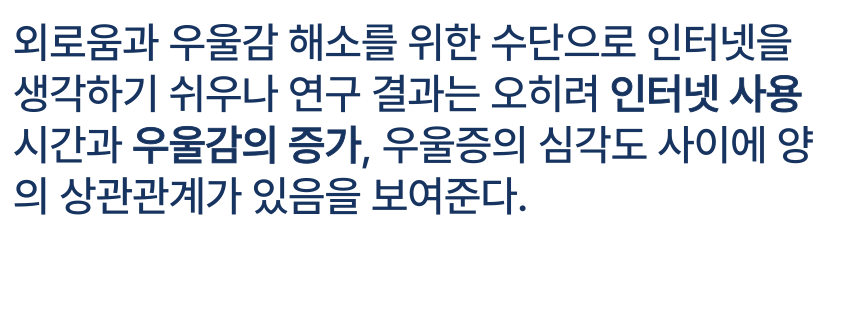 외로움과 우울감 해소를 위한 수단으로 인터넷을
생각하기 쉬우나 연구 결과는 오히려 인터넷 사용
시간과 우울감의 증가, 우울증의 심각도 사이에 양
의 상관관계가 있음을 보여준다.